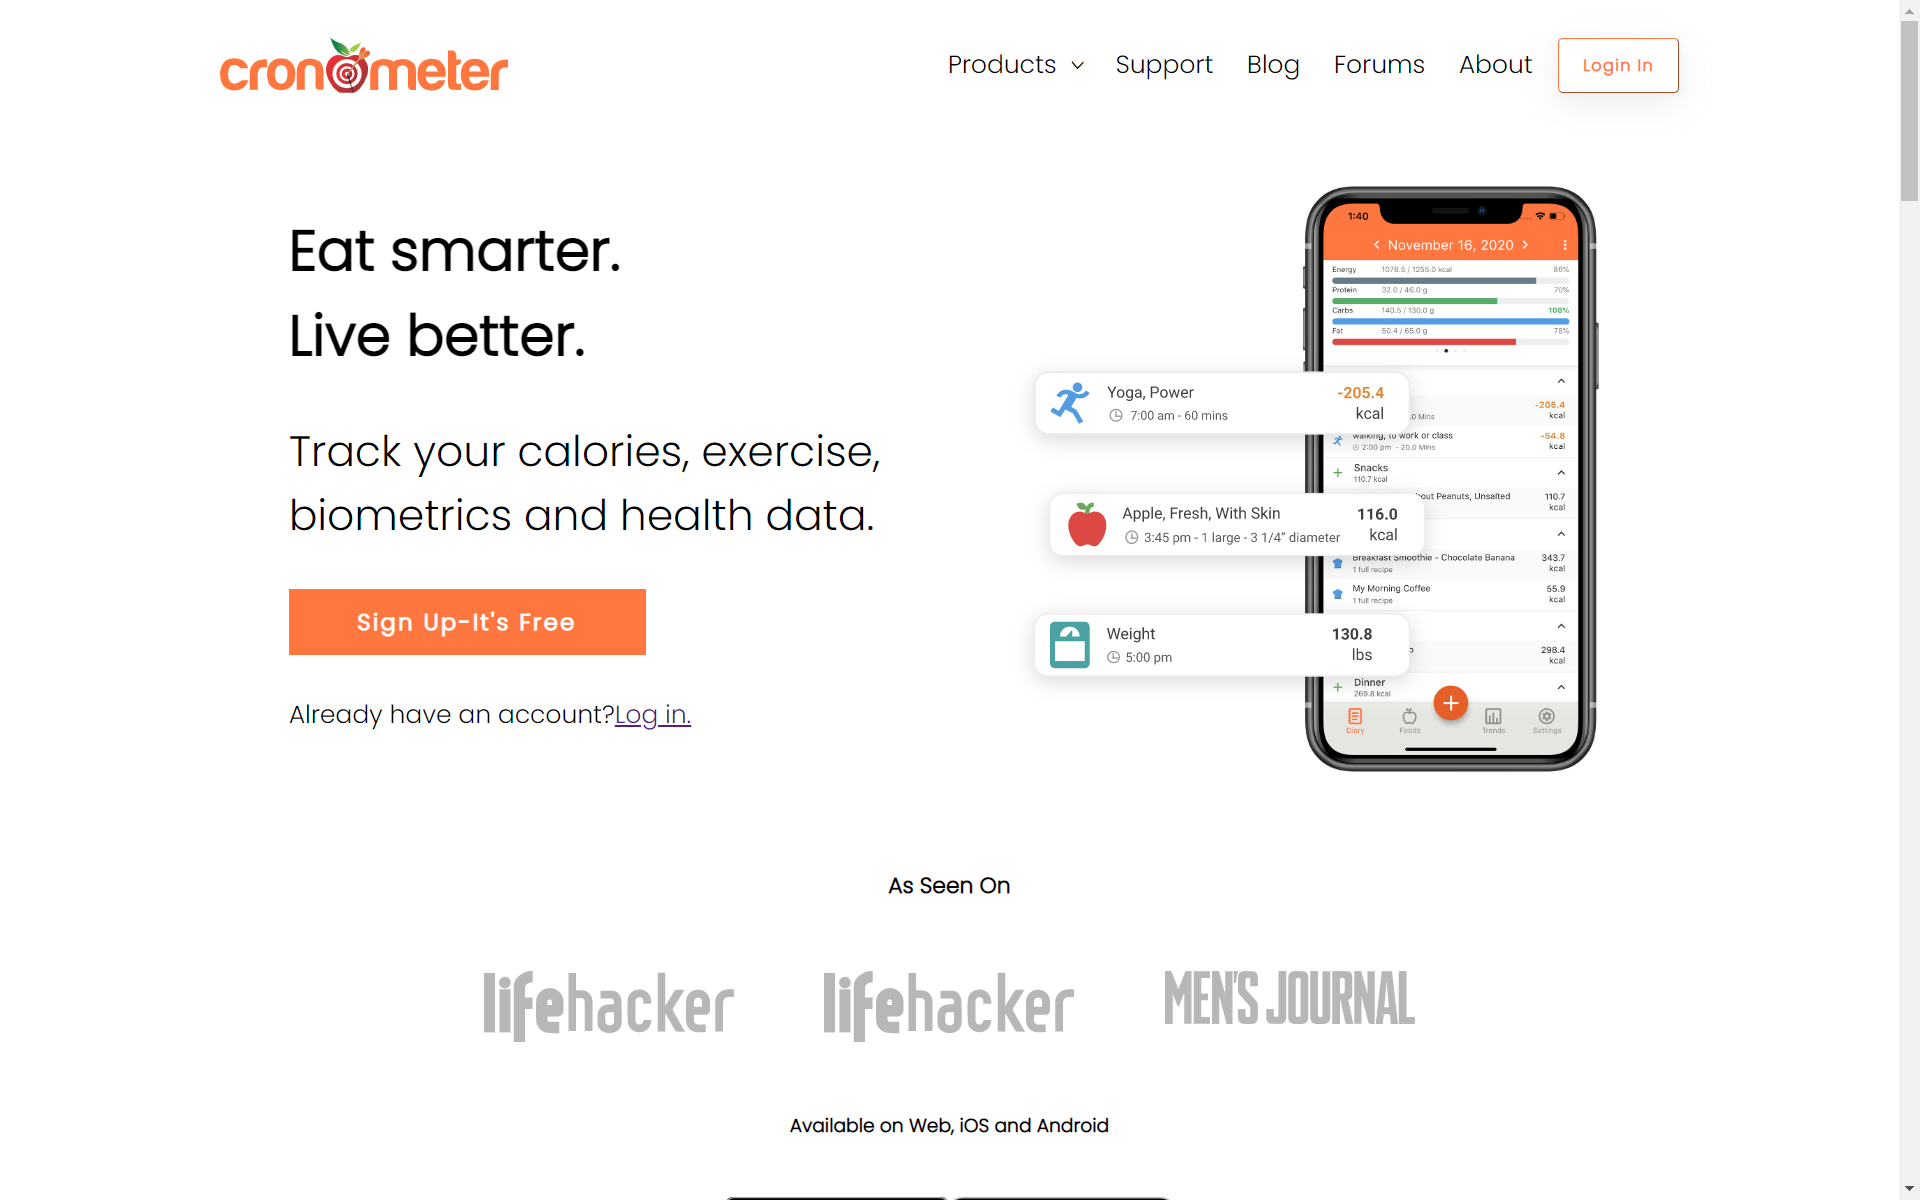 cronometer
Products
Support
Blog
Forums
About
Login In
Eat smarter.
Live better.
Track your calories, exercise,
biometrics and health data.
Sign Up-It's Free
Already have an account?Log in.
1:40
November 16, 2020
Energy 1078.5 / 1255.0 kcal 86%
Protein 32.0 / 46.0 g 70%
Carbs 140.5 / 130.0 g 108%
Fat 50.4 / 65.0 g 78%
Yoga, Power -205.4
7:00 am - 60 mins kcal
-205.4
.0 Mins kcal
walking, to work or class -54.8
2:00 pm - 20.0 Mins kcal
Snacks
110.7 kcal
out Peanuts, Unsalted 110.7
kcal
Apple, Fresh, With Skin 116.0
3:45 pm - 1 large - 3 1/4” diameter kcal
Breakfast Smoothie - Chocolate Banana 343.7
1 full recipe kcal
My Morning Coffee 55.9
1 full recipe kcal
Weight 130.8
5:00 pm lbs
298.4
kcal
Dinner
269.8 kcal
Diary
Foods
Trends
Settings
As Seen On
lifehacker
lifehacker
MEN'S JOURNAL
Available on Web, iOS and Android